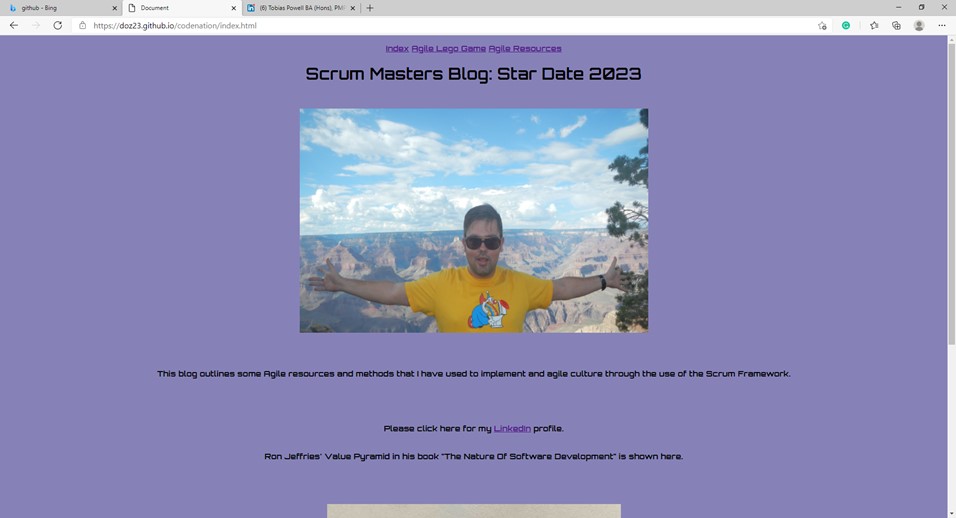 github - Bing
Document
(6) Tobias Powell BA (Hons), PMP
https://doz23.github.io/codenation/index.html
Index Agile Lego Game Agile Resources
Scrum Masters Blog: Star Date 2023
This blog outlines some Agile resources and methods that I have used to implement and agile culture through the use of the Scrum Framework.
Please click here for my Linkedin profile.
Ron Jeffries' Value Pyramid in his book "The Nature Of Software Development" is shown here.